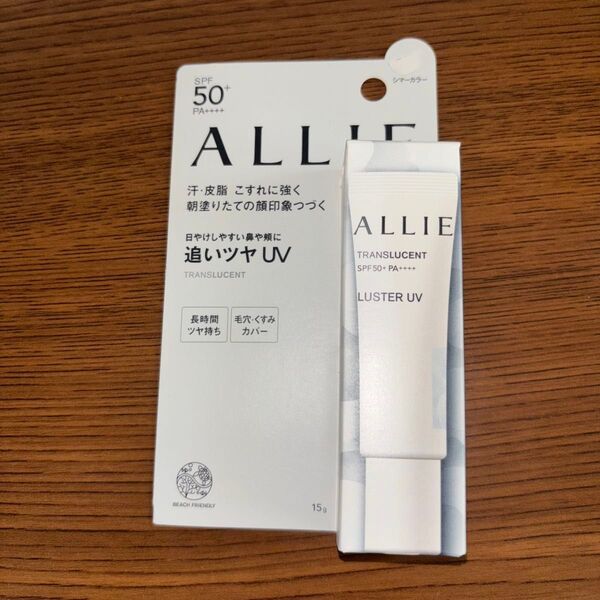 SPF
50+
PA++++
シマーカラー
ALLIE
汗・皮脂 こすれに強く
朝塗りたての顔印象つづく
日やけしやすい鼻や頬に
追いツヤ UV
TRANSLUCENT
長時間
ツヤ持ち
毛穴・くすみ
カバー
BEACH FRIENDLY
15g
ALLIE
TRANSLUCENT
SPF50+ PA++++
LUSTER UV